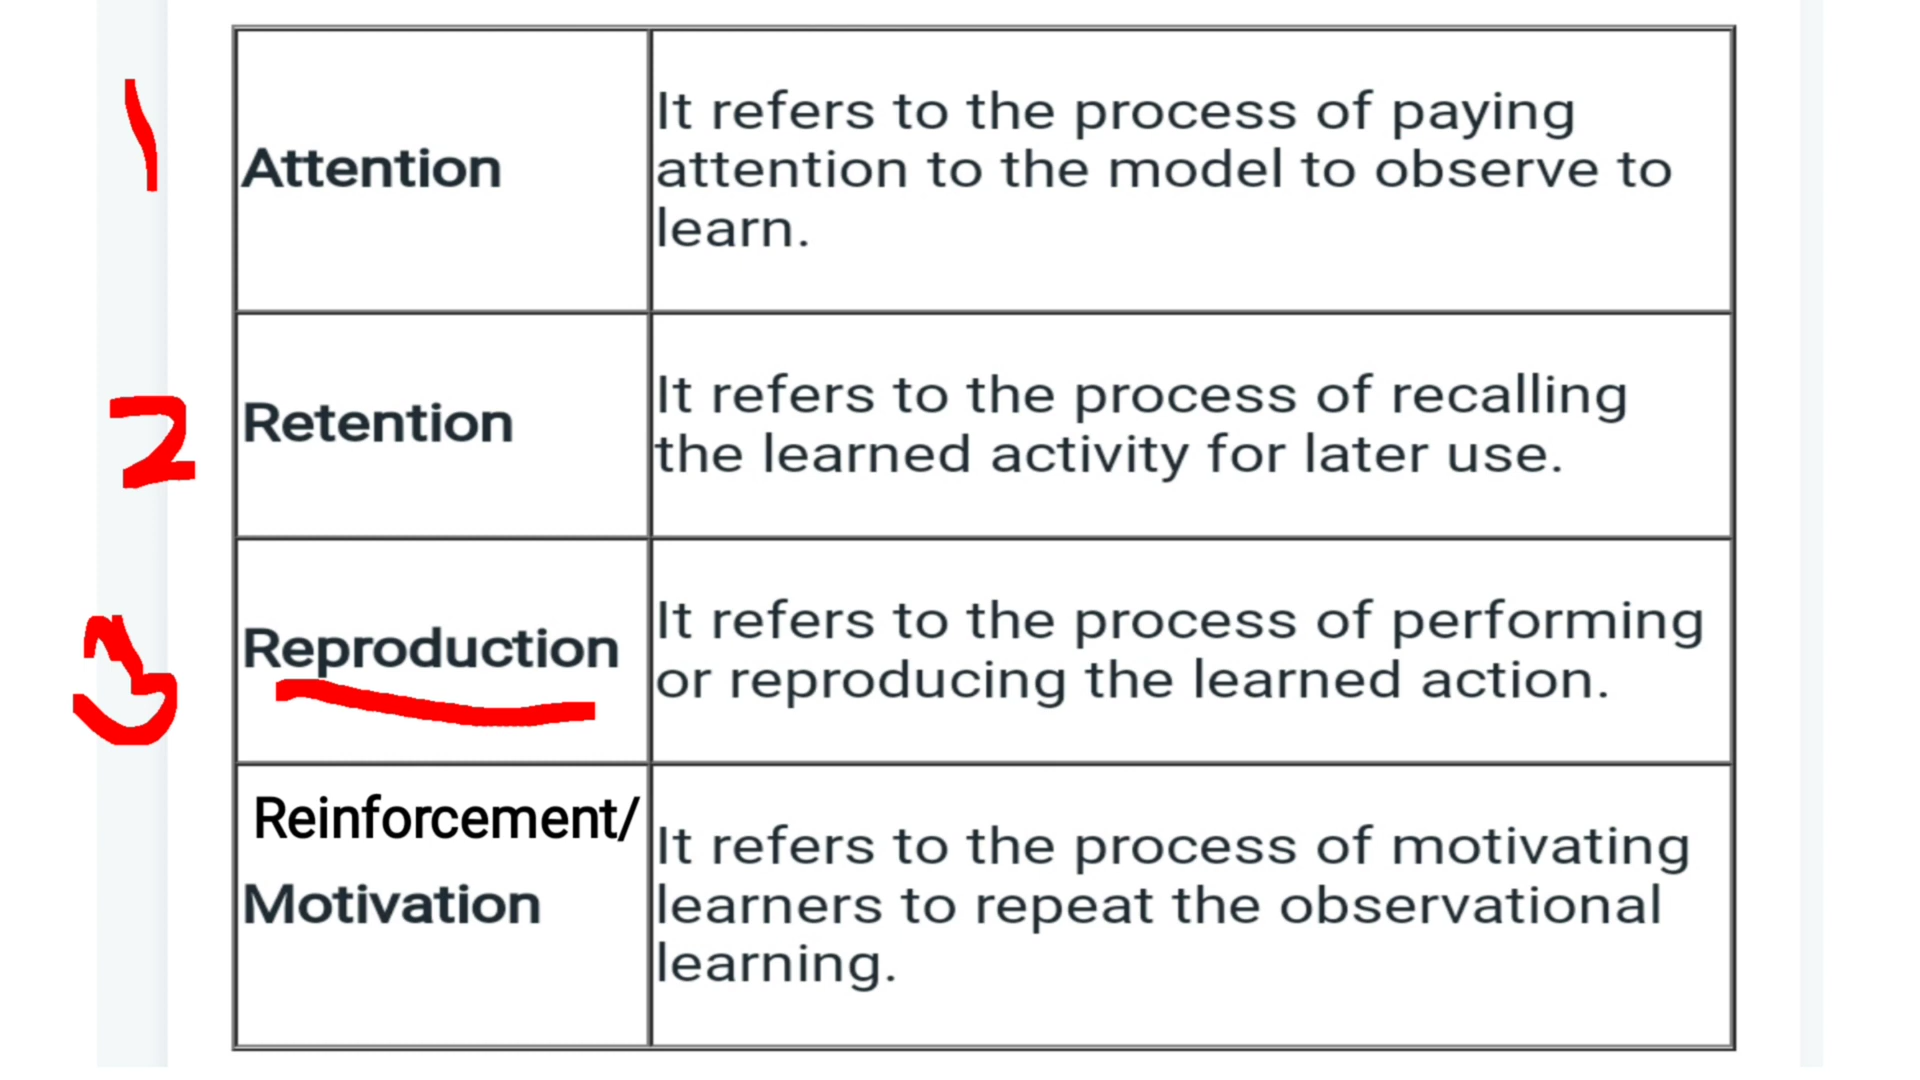 1
Attention
It refers to the process of paying
attention to the model to observe to
learn.
2
Retention
It refers to the process of recalling
the learned activity for later use.
3
Reproduction
It refers to the process of performing
or reproducing the learned action.
Reinforcement/
Motivation
It refers to the process of motivating
learners to repeat the observational
learning.